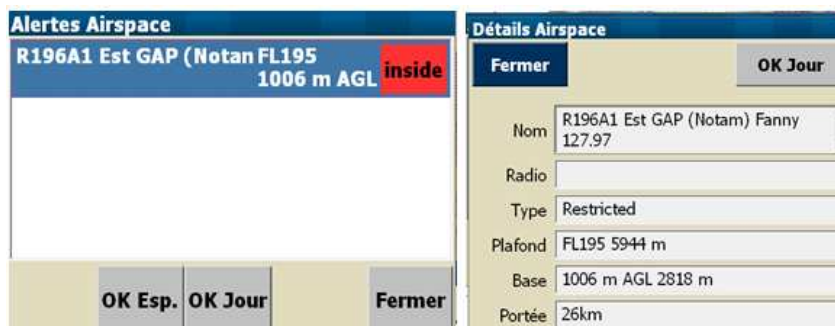 Alertes Airspace
R196A1 Est GAP (Notan FL195
1006 m AGL
inside
OK Esp.
OK Jour
Fermer
Détails Airspace
Fermer
OK Jour
Nom
R196A1 Est GAP (Notam) Fanny
127.97
Radio
Type
Restricted
Plafond
FL195 5944 m
Base
1006 m AGL 2818 m
Portée
26km